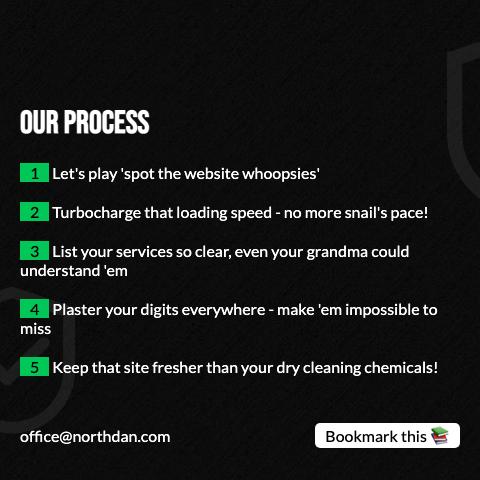 OUR PROCESS
1 Let's play 'spot the website whoopsies'
2 Turbocharge that loading speed - no more snail's pace!
3 List your services so clear, even your grandma could
understand 'em
4 Plaster your digits everywhere - make 'em impossible to
miss
5 Keep that site fresher than your dry cleaning chemicals!
office@northdan.com
Bookmark this 📚